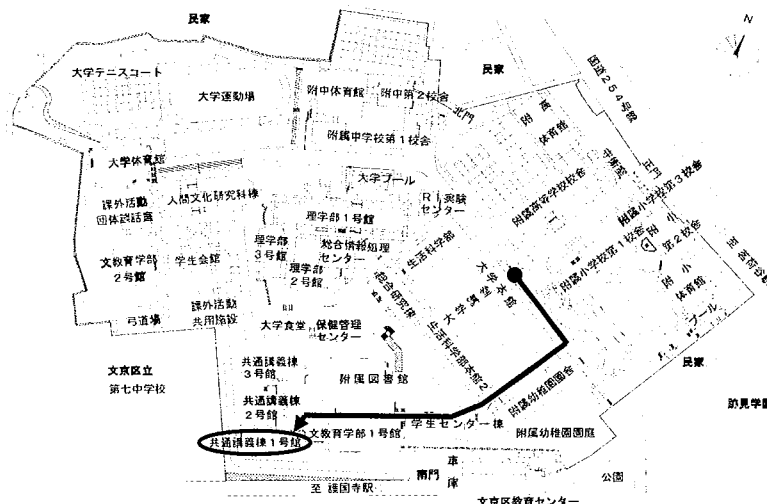 民家
N
民家
国道254号線
大学テニスコート
大学運動場
附中体育館
附中第2校舎
北門
附高
体育館
附属中学校第1校舎
正門
大学体育館
大学プール
附属小学校第3校舎
課外活動
団体談話室
人間文化研究科棟
RI実験
センター
附属高等学校校舎
附小
第2校舎
理学部1号館
附属小学校第1校舎
文教育学部
2号館
学生会館
理学部
3号館
総合情報処理
センター
生活科学部
附小
体育館
理学部
2号館
総合研究棟
大学本館
大学講堂
プール
弓道場
課外活動
共用施設
大学食堂
保健管理
センター
生活科学部本館2
民家
文京区立
第七中学校
共通講義棟
3号館
附属図書館
附属幼稚園園舎
跡見学園
共通講義棟
2号館
共通講義棟1号館
文教育学部1号館
学生センター棟
附属幼稚園園庭
南門
車庫
公園
至 護国寺駅
文京区教育センター